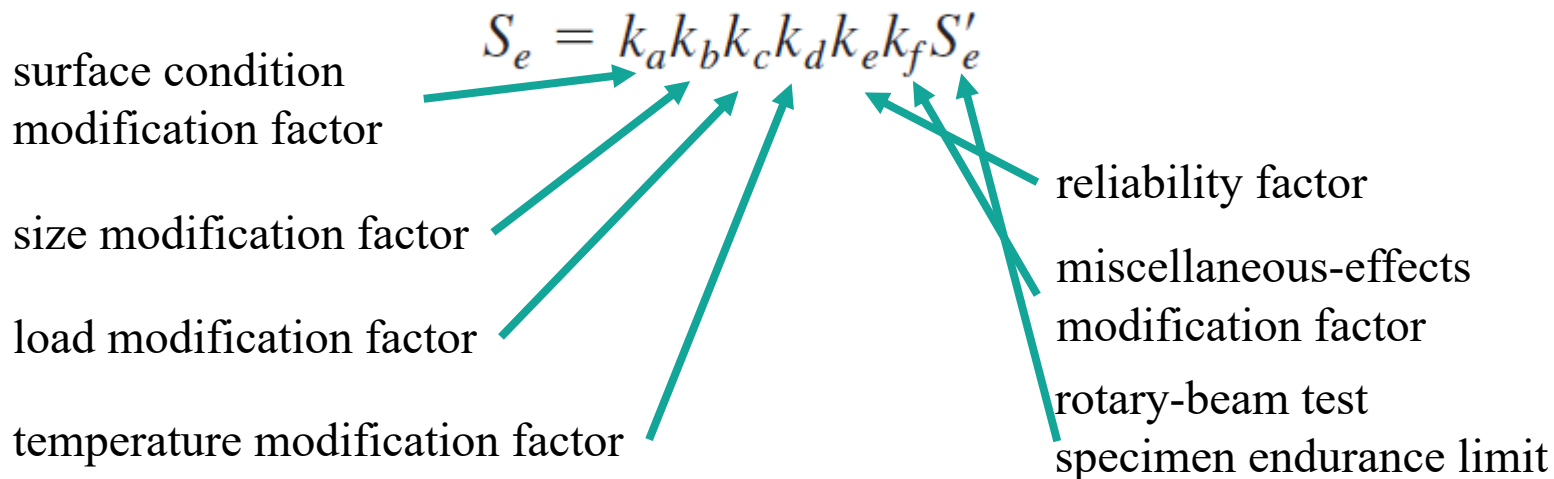 Sₑ = kₐk_bk_ck_dkₑk_fS′ₑ
surface condition
modification factor
size modification factor
load modification factor
temperature modification factor
reliability factor
miscellaneous-effects
modification factor
rotary-beam test
specimen endurance limit